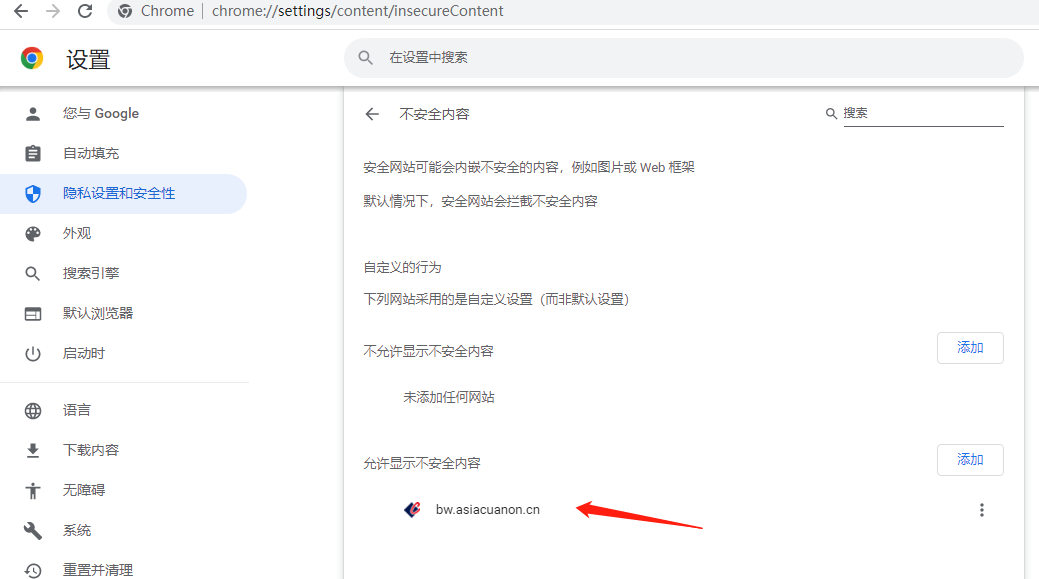 Chrome | chrome://settings/content/insecureContent
设置
在设置中搜索
您与 Google
自动填充
隐私设置和安全性
外观
搜索引擎
默认浏览器
启动时
语言
下载内容
无障碍
系统
重置并清理
不安全内容
搜索
安全网站可能会内嵌不安全的内容，例如图片或 Web 框架
默认情况下，安全网站会拦截不安全内容
自定义的行为
下列网站采用的是自定义设置（而非默认设置）
不允许显示不安全内容
添加
未添加任何网站
允许显示不安全内容
添加
bw.asiacuanon.cn